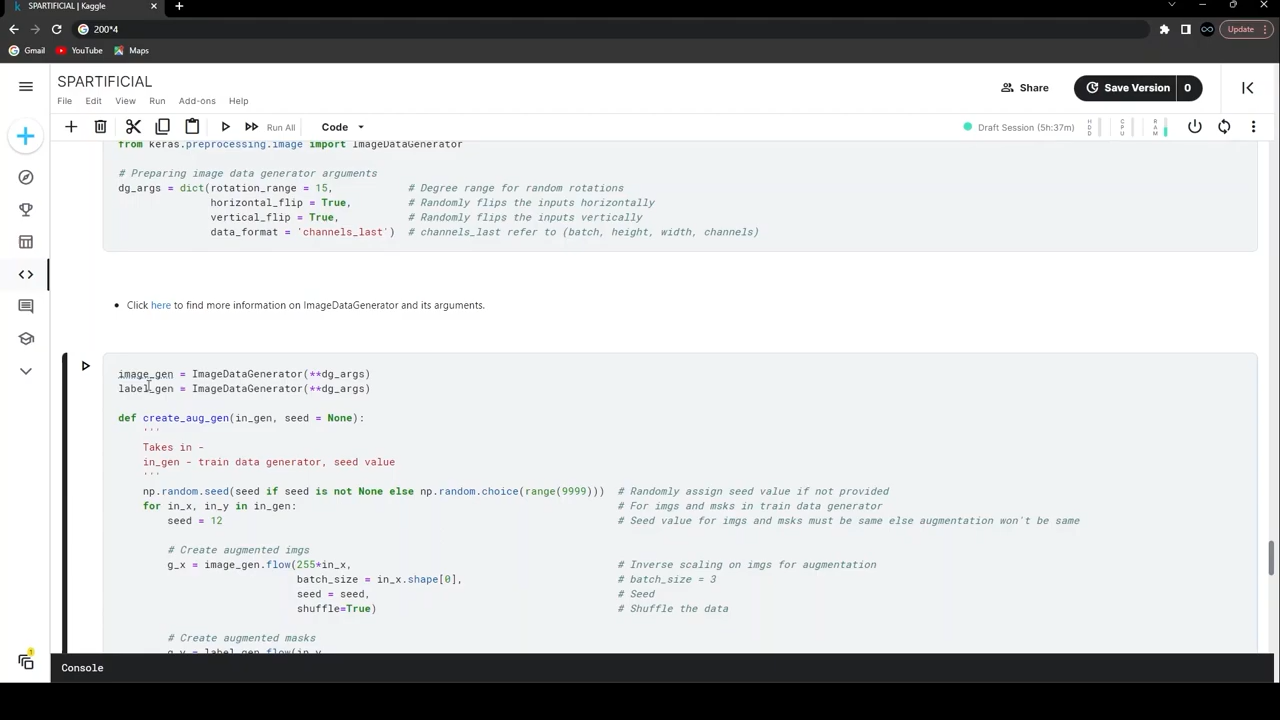 SPARTIFICIAL | Kaggle
200*4
Update
Gmail
YouTube
Maps
SPARTIFICIAL
File
Edit
View
Run
Add-ons
Help
Share
Save Version
0
Run All
Code
Draft Session (5h:37m)
HDD
CPU
RAM
from keras.preprocessing.image import ImageDataGenerator
# Preparing image data generator arguments
dg_args = dict(rotation_range = 15, # Degree range for random rotations
horizontal_flip = True, # Randomly flips the inputs horizontally
vertical_flip = True, # Randomly flips the inputs vertically
data_format = 'channels_last') # channels_last refer to (batch, height, width, channels)
Click here to find more information on ImageDataGenerator and its arguments.
image_gen = ImageDataGenerator(**dg_args)
label_gen = ImageDataGenerator(**dg_args)
def create_aug_gen(in_gen, seed = None):
'''
Takes in -
in_gen - train data generator, seed value
'''
np.random.seed(seed if seed is not None else np.random.choice(range(9999))) # Randomly assign seed value if not provided
for in_x, in_y in in_gen: # For imgs and msks in train data generator
seed = 12 # Seed value for imgs and msks must be same else augmentation won't be same
# Create augmented imgs
g_x = image_gen.flow(255*in_x, # Inverse scaling on imgs for augmentation
batch_size = in_x.shape[0], # batch_size = 3
seed = seed, # Seed
shuffle=True) # Shuffle the data
# Create augmented masks
g_y = label_gen.flow(in_y,
1
Console